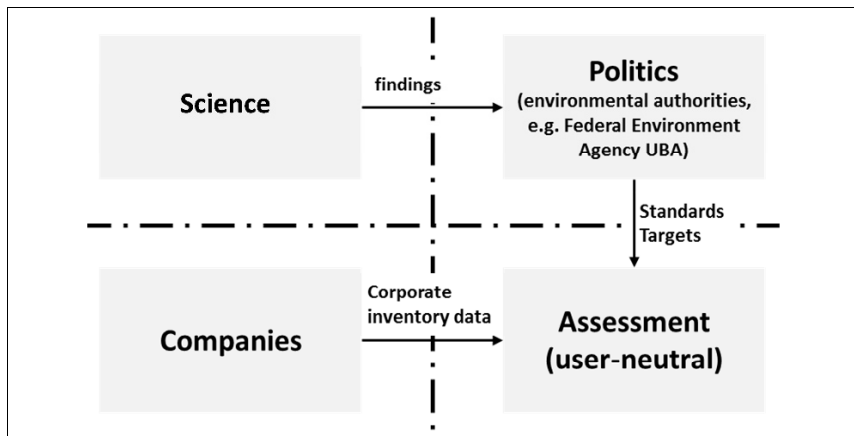 Science
findings
Politics
(environmental authorities,
e.g. Federal Environment
Agency UBA)
Standards
Targets
Companies
Corporate
inventory data
Assessment
(user-neutral)